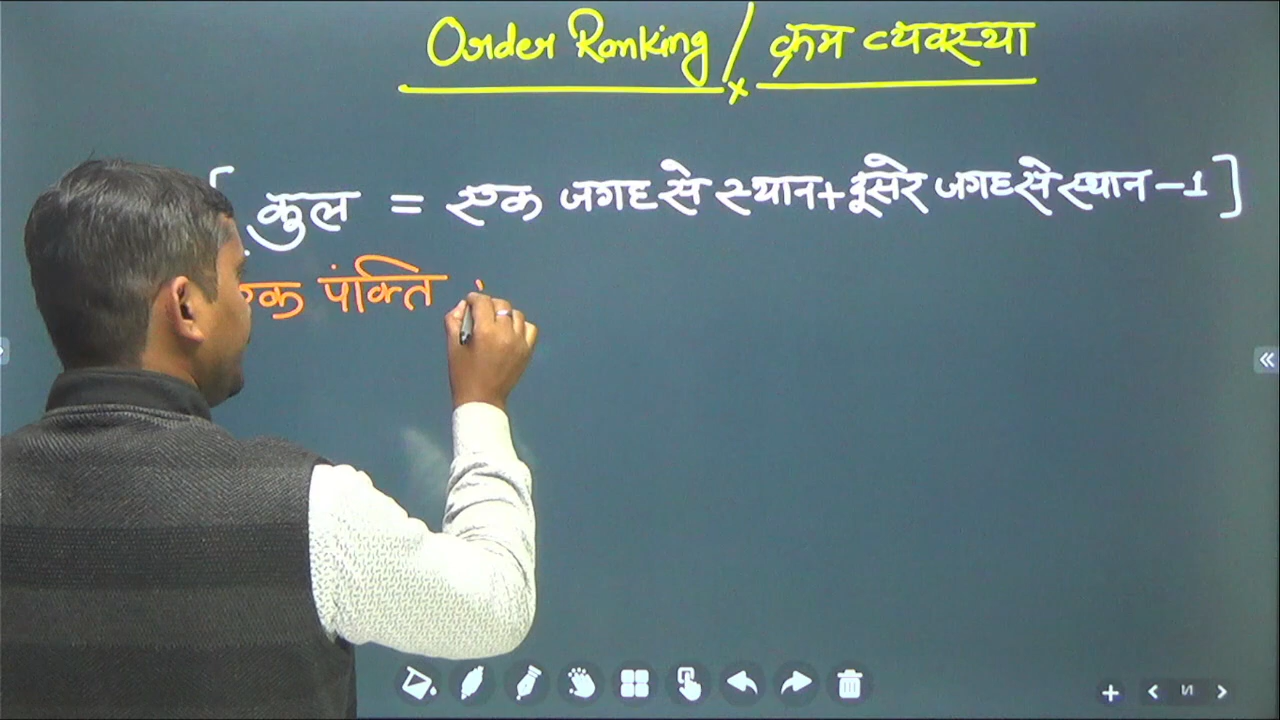 Order Ranking / क्रम व्यवस्था
[ कुल = एक जगह से स्थान + दूसरे जगह से स्थान - 1 ]
एक पंक्ति